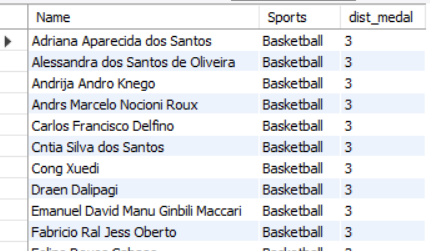 Name Sports dist_medal
Adriana Aparecida dos Santos Basketball 3
Alessandra dos Santos de Oliveira Basketball 3
Andrija Andro Knego Basketball 3
Andrs Marcelo Nocioni Roux Basketball 3
Carlos Francisco Delfino Basketball 3
Cntia Silva dos Santos Basketball 3
Cong Xuedi Basketball 3
Draen Dalipagi Basketball 3
Emanuel David Manu Ginbili Maccari Basketball 3
Fabricio Ral Jess Oberto Basketball 3